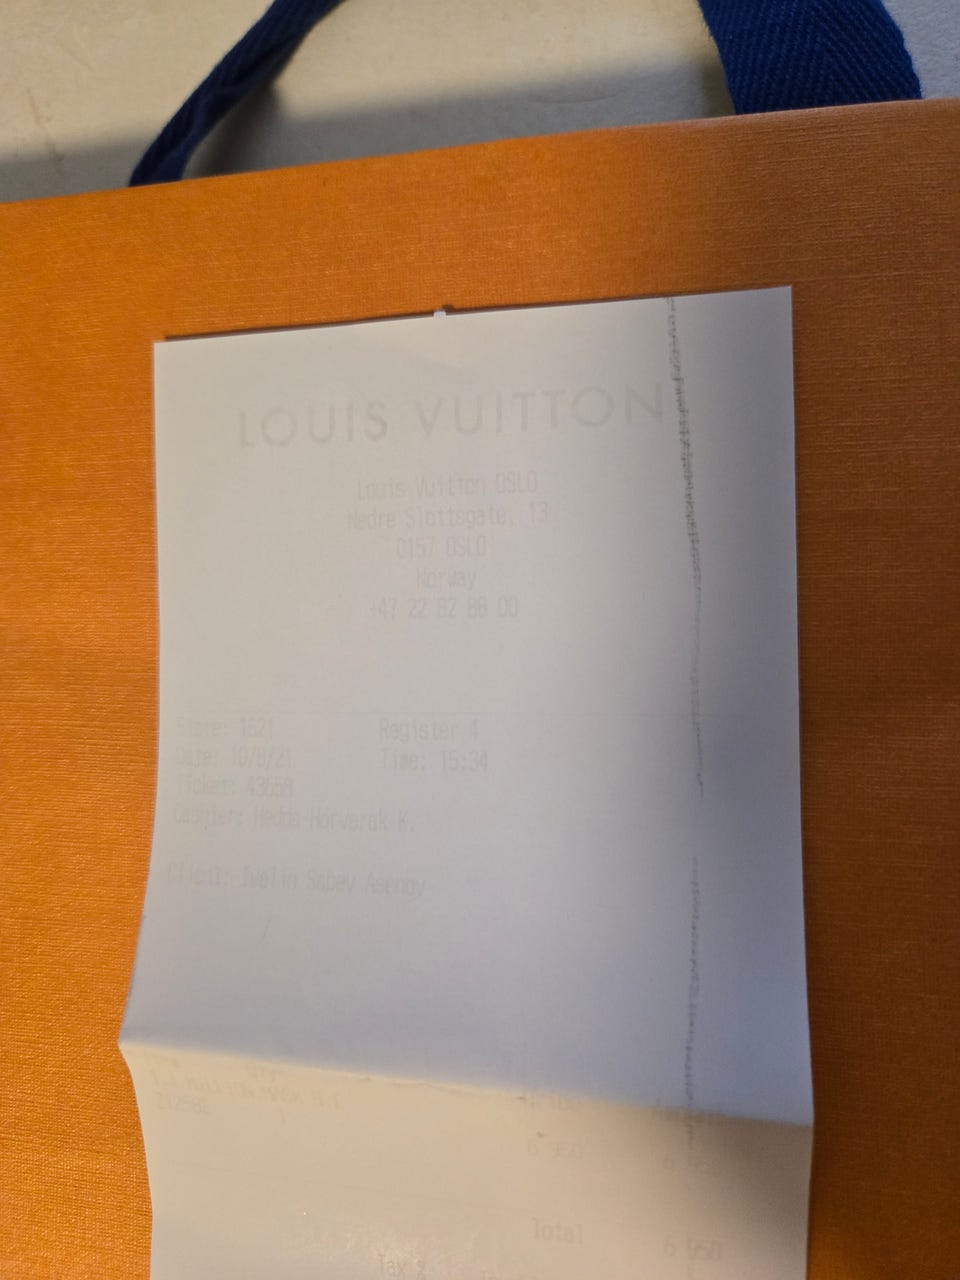 LOUIS VUITTON
Louis Vuitton OSLO
Nedre Slottsgate, 13
0157 OSLO
Norway
+47 22 82 88 00
Store: 1621 Register 4
Date: 10/8/21 Time: 15:34
Ticket:
Cashier: Hedda Horverak K.
Client: Ivelin Sabev Asenov
Total 6 050
Tax